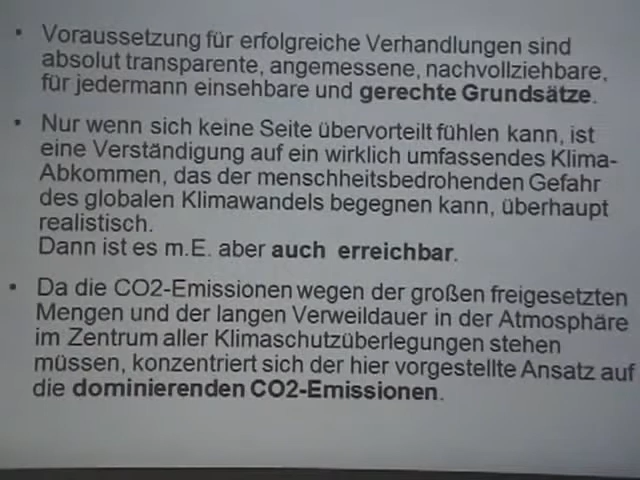 • Voraussetzung für erfolgreiche Verhandlungen sind
absolut transparente, angemessene, nachvollziehbare,
für jedermann einsehbare und gerechte Grundsätze.
• Nur wenn sich keine Seite übervorteilt fühlen kann, ist
eine Verständigung auf ein wirklich umfassendes Klima-
Abkommen, das der menschheitsbedrohenden Gefahr
des globalen Klimawandels begegnen kann, überhaupt
realistisch.
Dann ist es m.E. aber auch erreichbar.
• Da die CO2-Emissionen wegen der großen freigesetzten
Mengen und der langen Verweildauer in der Atmosphäre
im Zentrum aller Klimaschutzüberlegungen stehen
müssen, konzentriert sich der hier vorgestellte Ansatz auf
die dominierenden CO2-Emissionen.